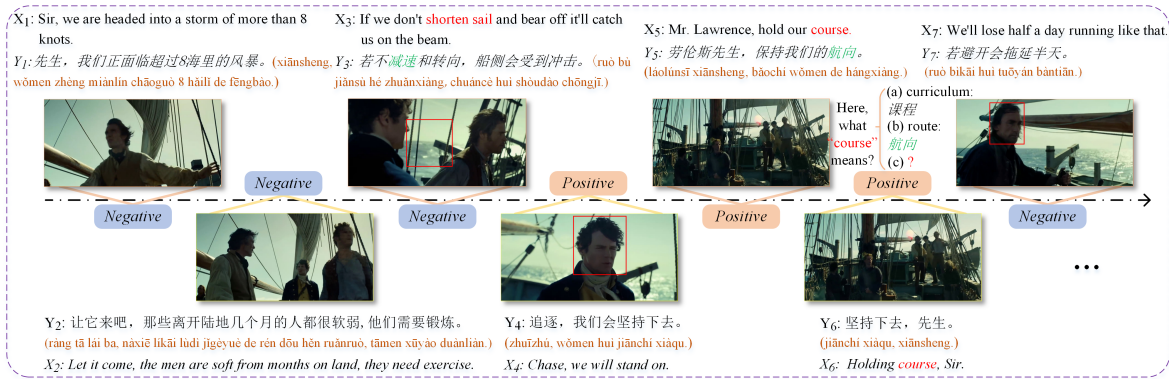 X1: Sir, we are headed into a storm of more than 8
knots.
Y1: 先生，我们正面临超过8海里的风暴。(xiānsheng,
wǒmen zhèng miànlín chāoguò 8 hǎilǐ de fēngbào.)
X3: If we don't shorten sail and bear off it'll catch
us on the beam.
Y3: 若不减速和转向，船侧会受到冲击。（ruò bù
jiǎnsù hé zhuǎnxiàng, chuáncè huì shòudào chōngjī.)
X5: Mr. Lawrence, hold our course.
Y5: 劳伦斯先生，保持我们的航向。
(láolúnsī xiānsheng, bǎochí wǒmen de hángxiàng.)
X7: We'll lose half a day running like that.
Y7: 若避开会拖延半天。
(ruò bìkāi huì tuōyán bàntiān.)
Here,
what
"course"
means?
(a) curriculum:
课程
(b) route:
航向
(c) ?
Negative
Positive
Positive
Negative
Negative
Positive
Negative
...
Y2: 让它来吧，那些离开陆地几个月的人都很软弱,他们需要锻炼。
(ràng tā lái ba, nàxiē líkāi lùdì jǐgèyuè de rén dōu hěn ruǎnruò, tāmen xūyào duànliàn.)
X2: Let it come, the men are soft from months on land, they need exercise.
Y4: 追逐，我们会坚持下去。
(zhuīzhú, wǒmen huì jiānchí xiàqu.)
X4: Chase, we will stand on.
Y6: 坚持下去，先生。
(jiānchí xiàqu, xiānsheng.)
X6: Holding course, Sir.